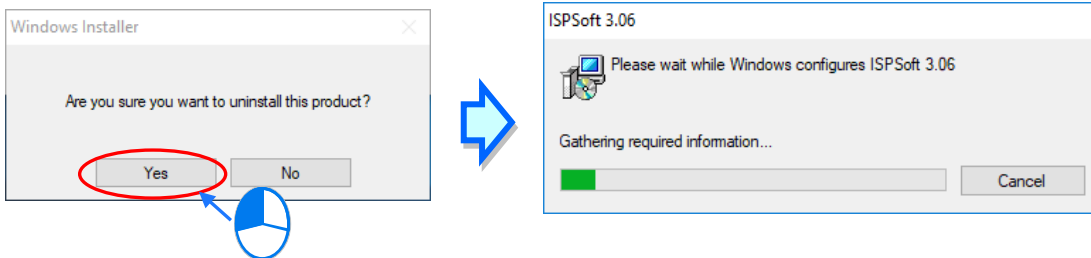 Windows Installer
Are you sure you want to uninstall this product?
Yes
No
ISPSoft 3.06
Please wait while Windows configures ISPSoft 3.06
Gathering required information...
Cancel